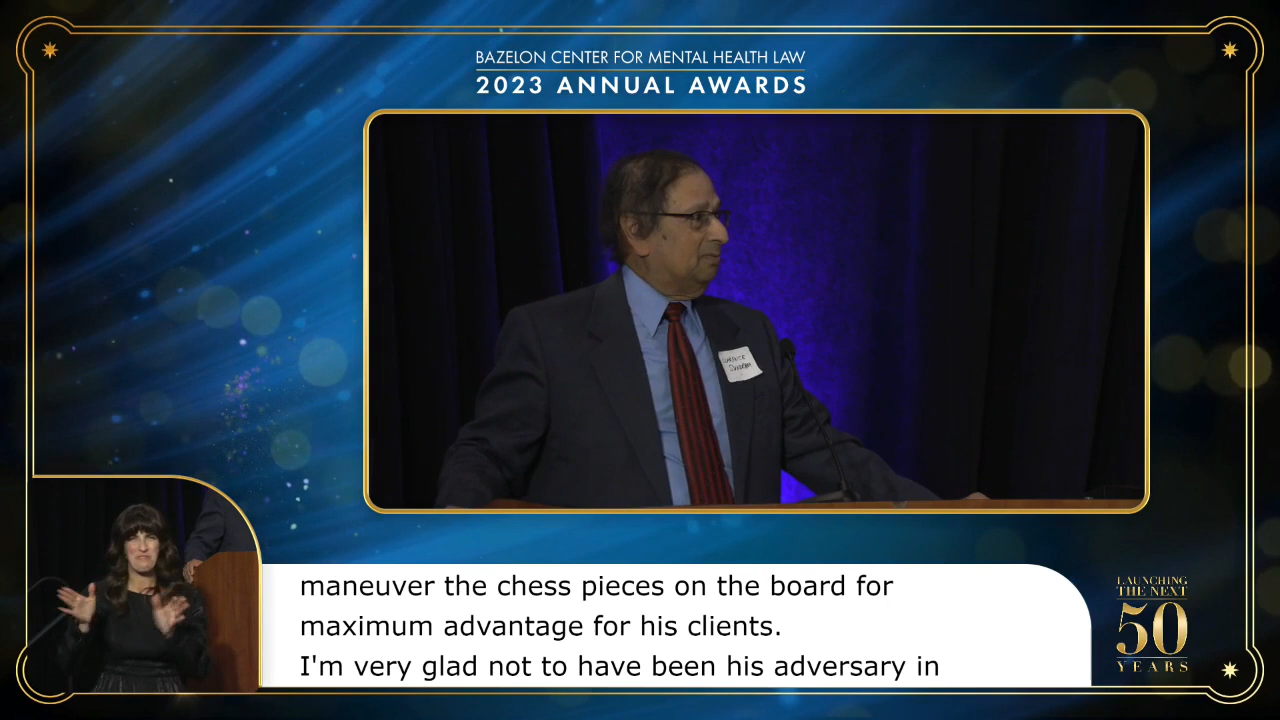 BAZELON CENTER FOR MENTAL HEALTH LAW
2023 ANNUAL AWARDS
maneuver the chess pieces on the board for
maximum advantage for his clients.
I'm very glad not to have been his adversary in
LAUNCHING
THE NEXT
50
YEARS